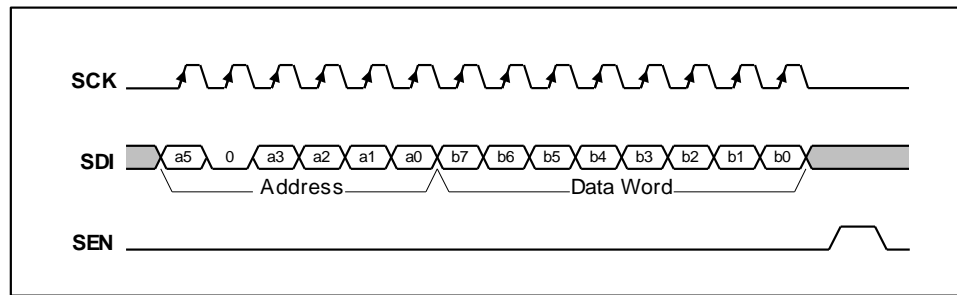 SCK
SDI a5 0 a3 a2 a1 a0 b7 b6 b5 b4 b3 b2 b1 b0
Address Data Word
SEN